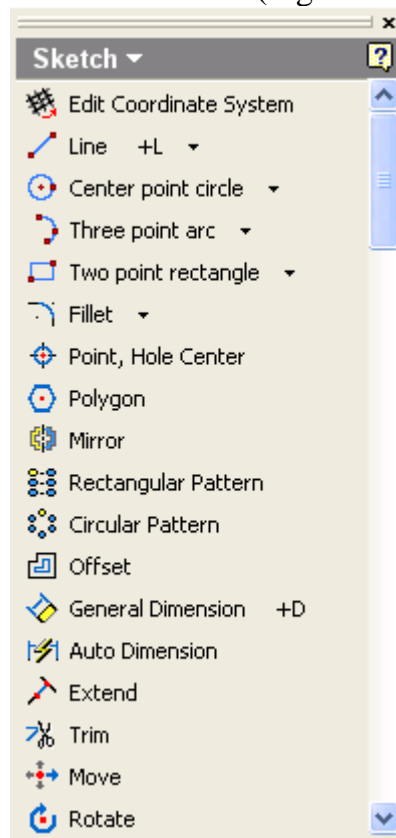 Sketch
Edit Coordinate System
Line +L
Center point circle
Three point arc
Two point rectangle
Fillet
Point, Hole Center
Polygon
Mirror
Rectangular Pattern
Circular Pattern
Offset
General Dimension +D
Auto Dimension
Extend
Trim
Move
Rotate